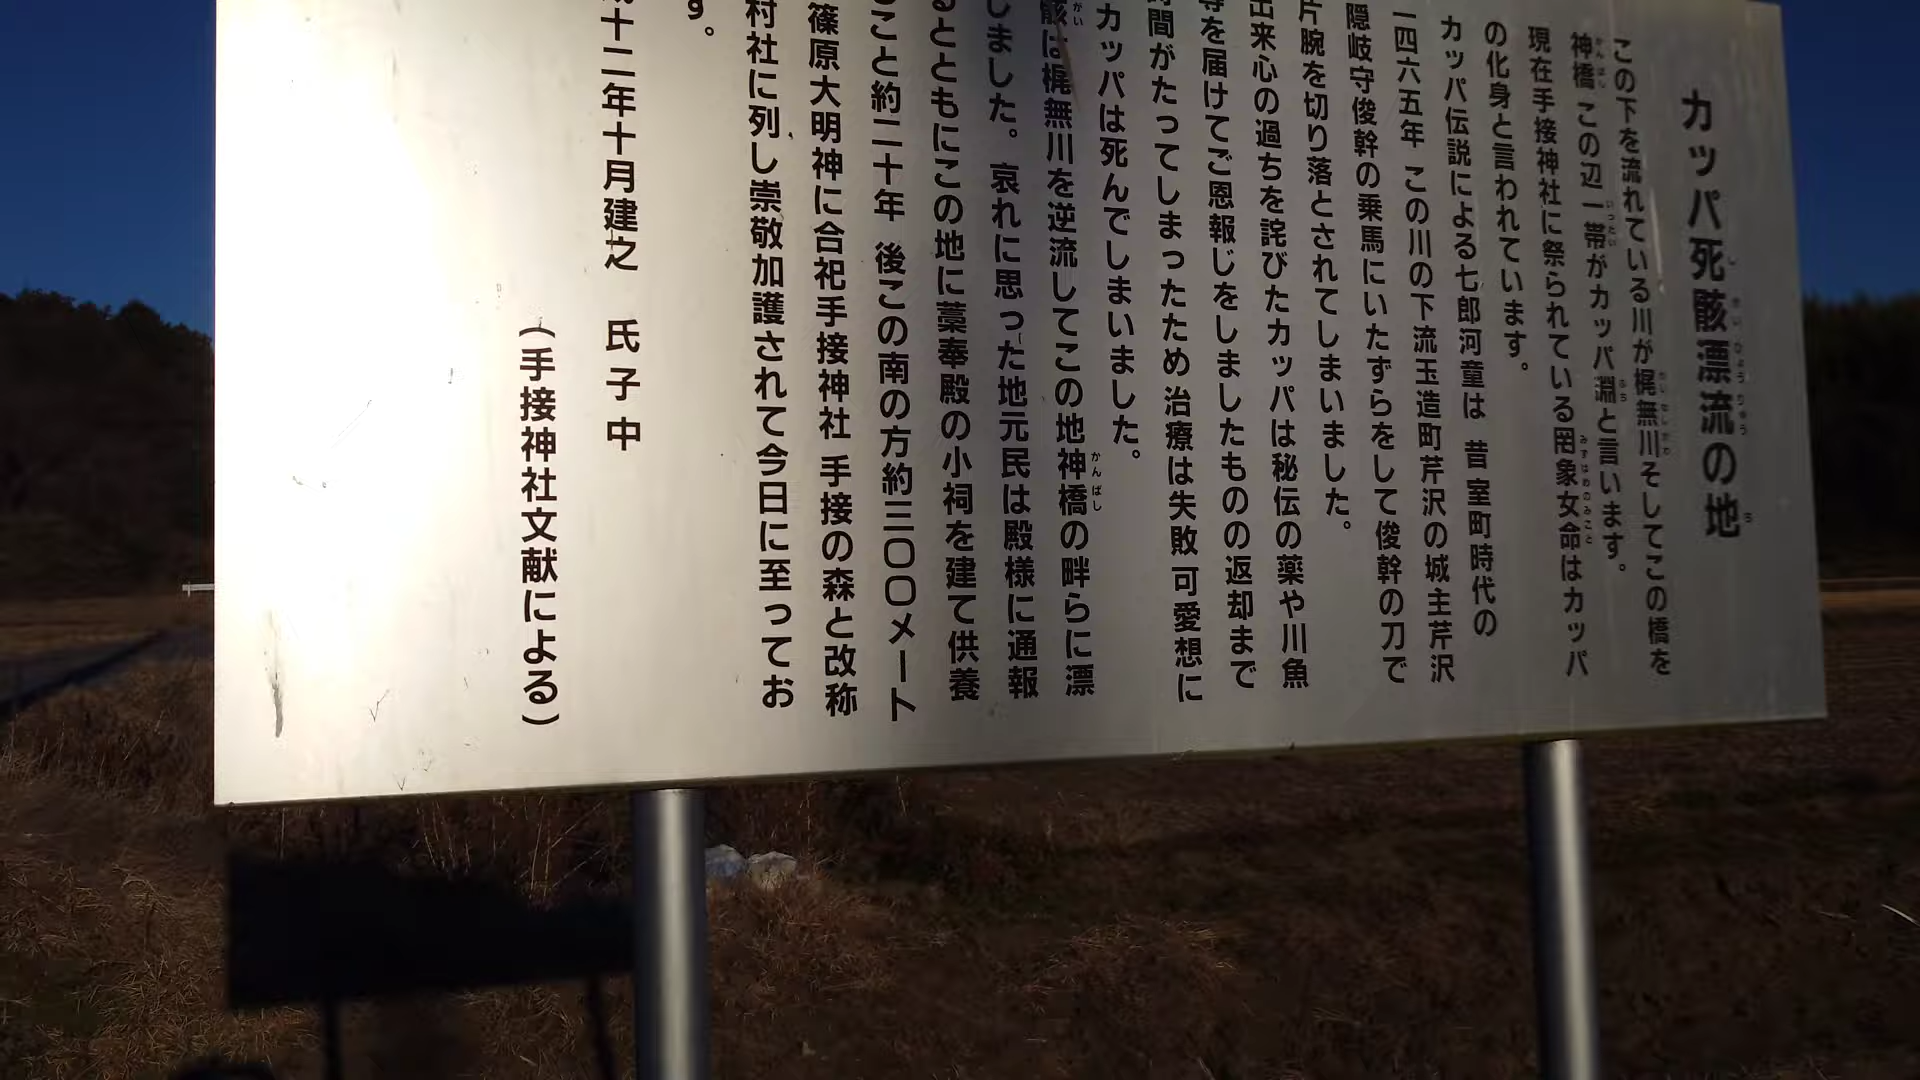 カッパ死骸漂流の地
この下を流れている川が梶無川そしてこの橋を
神橋 この辺一帯がカッパ淵と言います。
現在手接神社に祭られている罔象女命はカッパ
の化身と言われています。
カッパ伝説による七郎河童は 昔 室町時代の
一四六五年 この川の下流玉造町芹沢の城主芹沢
隠岐守俊幹の乗馬にいたずらをして俊幹の刀で
片腕を切り落とされてしまいました。
出来心の過ちを詫びたカッパは秘伝の薬や川魚
等を届けてご恩報じをしましたものの返却まで
時間がたってしまったため 治療は失敗 可愛想に
カッパは死んでしまいました。
骸は梶無川を逆流してこの地神橋の畔らに漂
しました。哀れに思った地元民は殿様に通報
るとともにこの地に藁奉殿の小祠を建て供養
こと約二十年 後この南の方約三〇〇メート
篠原大明神に合祀手接神社 手接の森と改称
村社に列し崇敬加護されて今日に至ってお
す。
十二年十月建之 氏子中
（手接神社文献による）